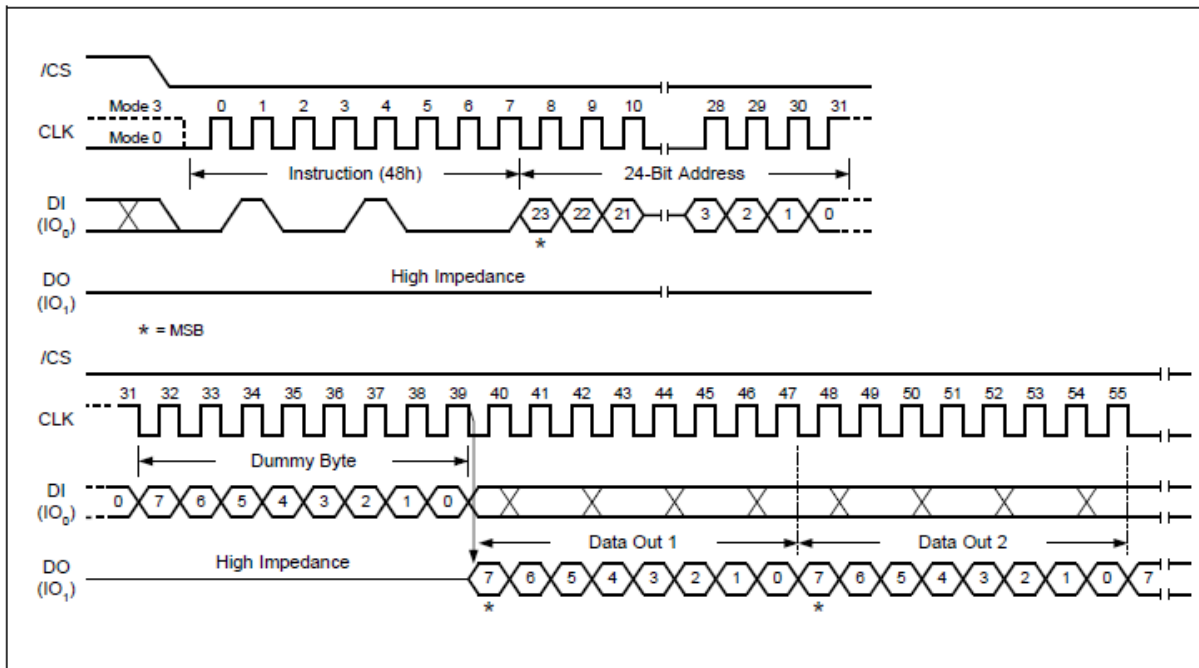 /CS
Mode 3 0 1 2 3 4 5 6 7 8 9 10 28 29 30 31
CLK
Mode 0
Instruction (48h) 24-Bit Address
DI
(IO0) 23 22 21 3 2 1 0
*
High Impedance
DO
(IO1)
* = MSB
/CS
31 32 33 34 35 36 37 38 39 40 41 42 43 44 45 46 47 48 49 50 51 52 53 54 55
CLK
Dummy Byte
DI
(IO0) 0 7 6 5 4 3 2 1 0
Data Out 1 Data Out 2
High Impedance
DO
(IO1) 7 6 5 4 3 2 1 0 7 6 5 4 3 2 1 0 7
* *